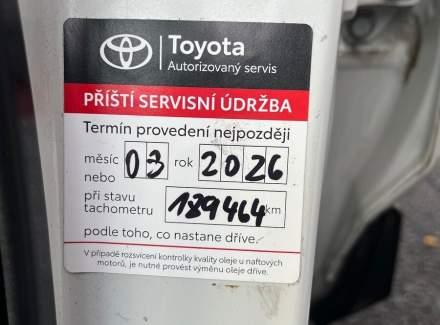 Toyota
Autorizovaný servis
PŘÍŠTÍ SERVISNÍ ÚDRŽBA
Termín provedení nejpozději
měsíc 03 rok 2026
nebo
při stavu
tachometru 189464 km
podle toho, co nastane dříve.
V případě rozsvícení kontrolky kvality oleje u naftových
motorů, je nutné provést výměnu oleje dříve.